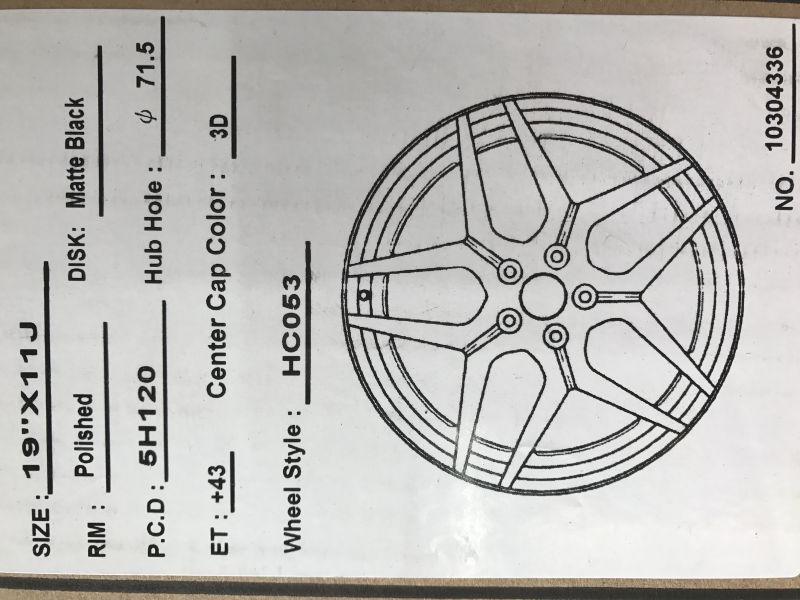 SIZE : 19"X11J
RIM : Polished DISK: Matte Black
P.C.D : 5H120 Hub Hole : ϕ 71.5
ET : +43 Center Cap Color : 3D
Wheel Style : HC053
NO. 10304336